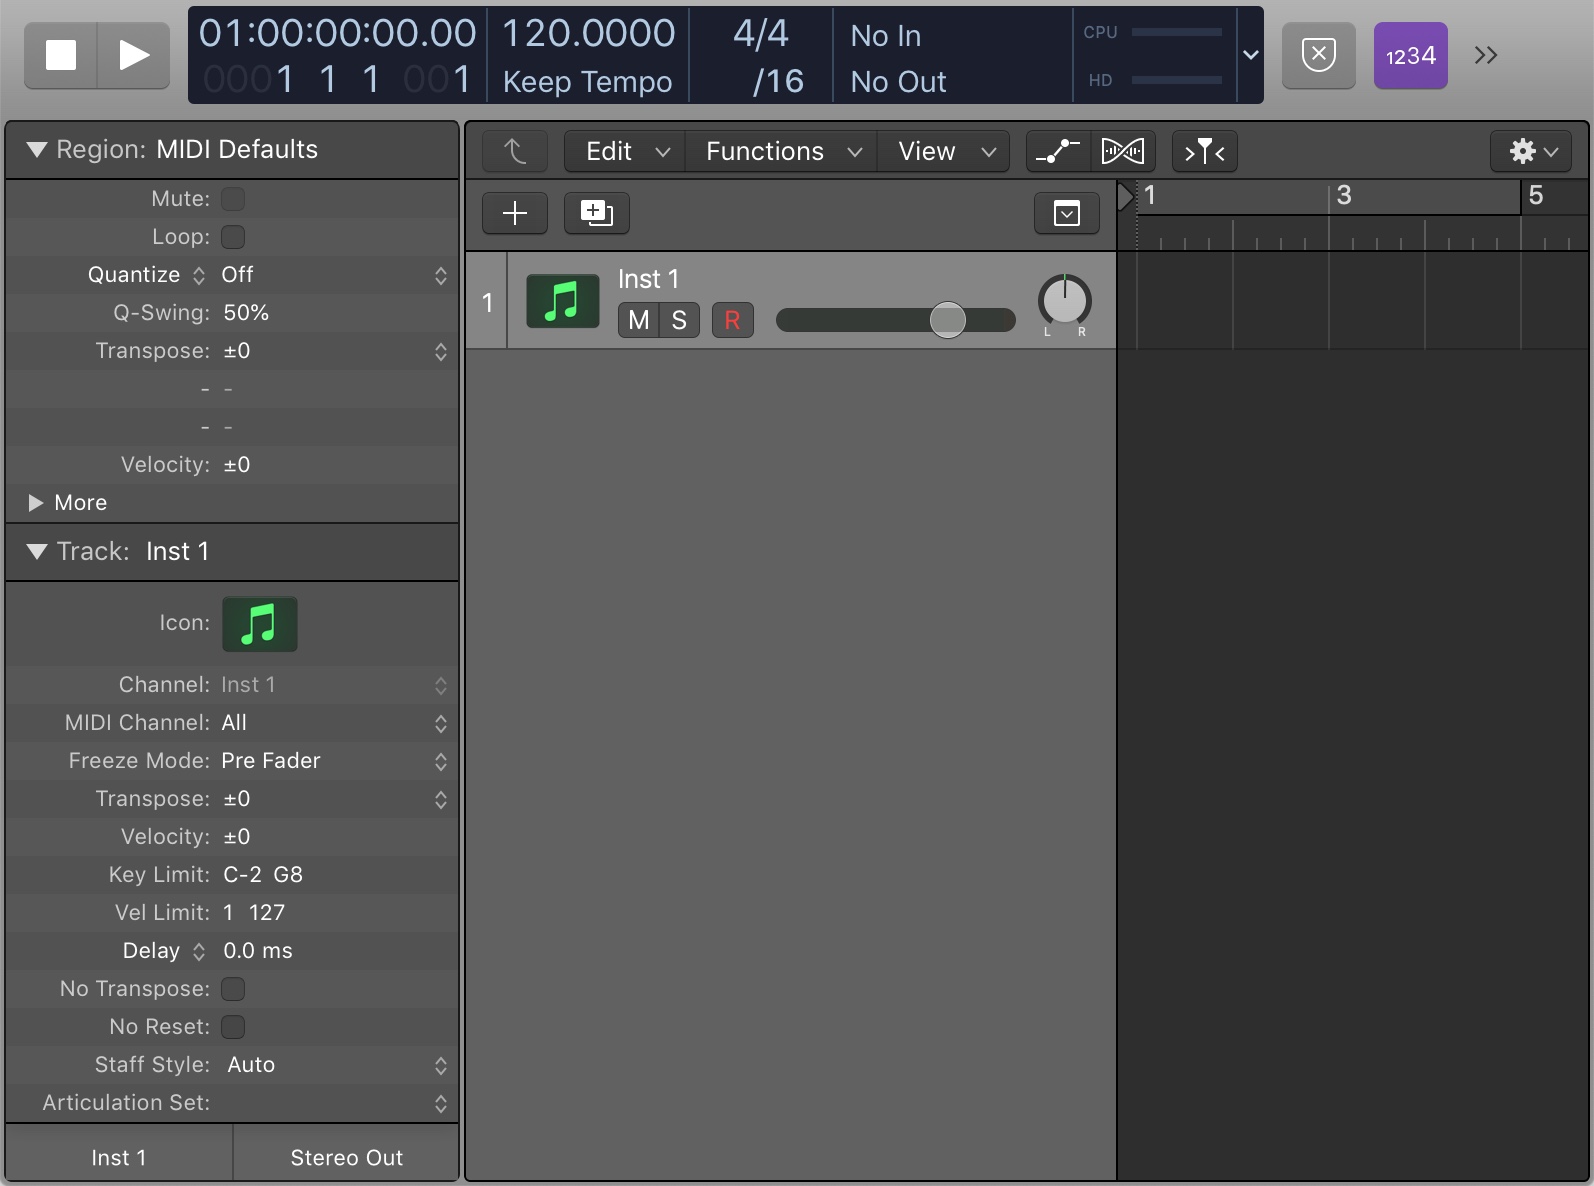 01:00:00:00.00
120.0000
4/4
No In
CPU
0001 1 1 001
Keep Tempo
/16
No Out
HD
1234
Region: MIDI Defaults
Mute:
Loop:
Quantize Off
Q-Swing: 50%
Transpose: ±0
- -
- -
Velocity: ±0
More
Track: Inst 1
Icon:
Channel: Inst 1
MIDI Channel: All
Freeze Mode: Pre Fader
Transpose: ±0
Velocity: ±0
Key Limit: C-2 G8
Vel Limit: 1 127
Delay 0.0 ms
No Transpose:
No Reset:
Staff Style: Auto
Articulation Set:
Inst 1
Stereo Out
Edit
Functions
View
1
3
5
1
Inst 1
M S R
L R